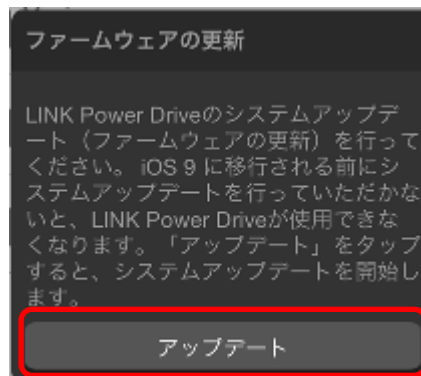 ファームウェアの更新
LINK Power Driveのシステムアップデ
ート（ファームウェアの更新）を行って
ください。 iOS 9 に移行される前にシ
ステムアップデートを行っていただかな
いと、LINK Power Driveが使用できな
くなります。「アップデート」をタップ
すると、システムアップデートを開始し
ます。
アップデート